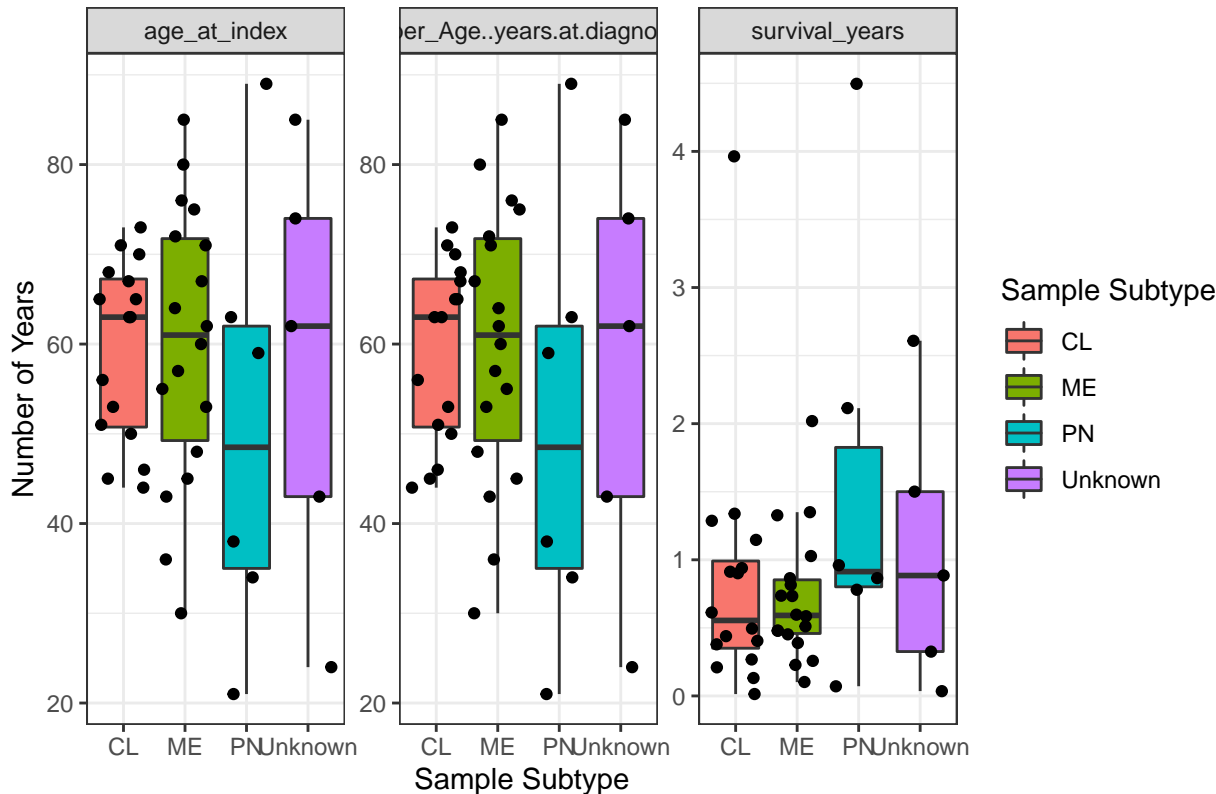 age_at_index
per_Age..years.at.diagno
survival_years
Number of Years
80
60
40
20
80
60
40
20
4
3
2
1
0
CL ME PN Unknown
CL ME PN Unknown
CL ME PN Unknown
Sample Subtype
Sample Subtype
CL
ME
PN
Unknown